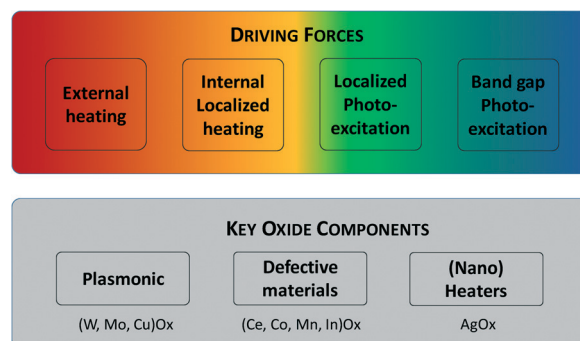 DRIVING FORCES
External
heating
Internal
Localized
heating
Localized
Photo-
excitation
Band gap
Photo-
excitation
KEY OXIDE COMPONENTS
Plasmonic
Defective
materials
(Nano)
Heaters
(W, Mo, Cu)Ox
(Ce, Co, Mn, In)Ox
AgOx